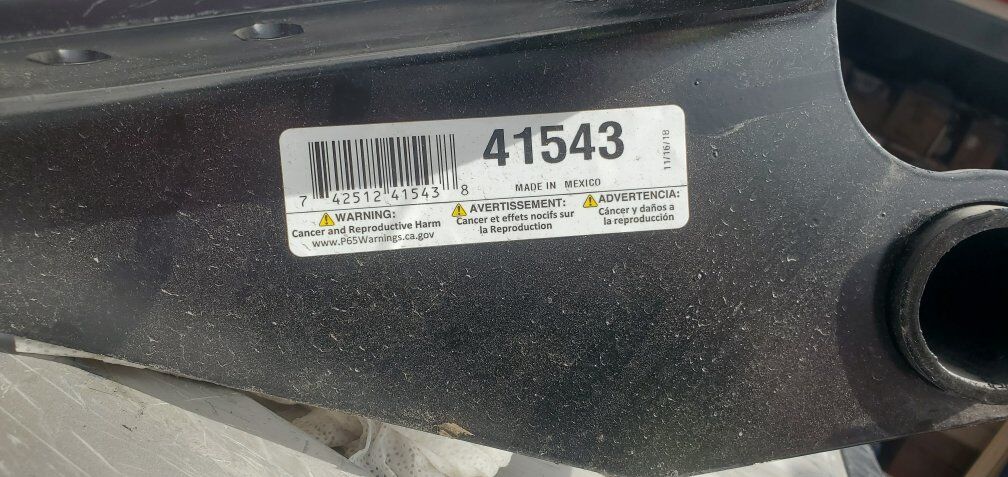 41543
11/16/18
7 42512 41543 8
MADE IN MEXICO
WARNING:
Cancer and Reproductive Harm
www.P65Warnings.ca.gov
AVERTISSEMENT:
Cancer et effets nocifs sur
la Reproduction
ADVERTENCIA:
Cáncer y daños a
la reproducción